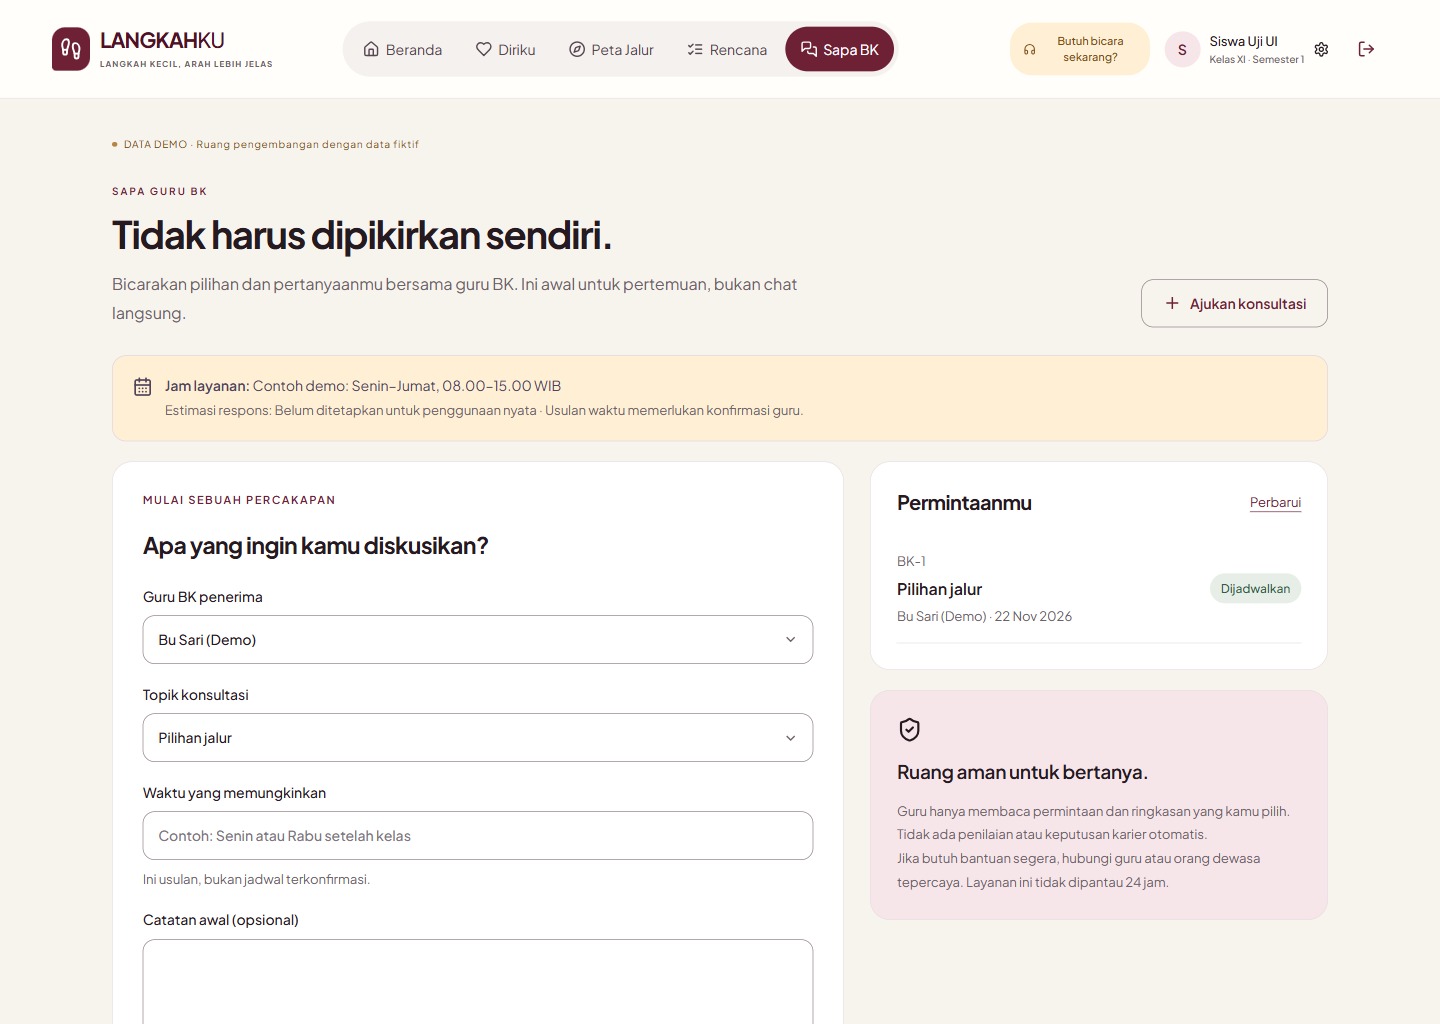 LANGKAHKU
LANGKAH KECIL, ARAH LEBIH JELAS
Beranda
Diriku
Peta Jalur
Rencana
Sapa BK
Butuh bicara
sekarang?
S
Siswa Uji UI
Kelas XI · Semester 1
DATA DEMO · Ruang pengembangan dengan data fiktif
SAPA GURU BK
Tidak harus dipikirkan sendiri.
Bicarakan pilihan dan pertanyaanmu bersama guru BK. Ini awal untuk pertemuan, bukan chat
langsung.
Ajukan konsultasi
Jam layanan: Contoh demo: Senin–Jumat, 08.00–15.00 WIB
Estimasi respons: Belum ditetapkan untuk penggunaan nyata · Usulan waktu memerlukan konfirmasi guru.
MULAI SEBUAH PERCAKAPAN
Apa yang ingin kamu diskusikan?
Guru BK penerima
Bu Sari (Demo)
Topik konsultasi
Pilihan jalur
Waktu yang memungkinkan
Contoh: Senin atau Rabu setelah kelas
Ini usulan, bukan jadwal terkonfirmasi.
Catatan awal (opsional)
Permintaanmu
Perbarui
BK-1
Pilihan jalur
Dijadwalkan
Bu Sari (Demo) · 22 Nov 2026
Ruang aman untuk bertanya.
Guru hanya membaca permintaan dan ringkasan yang kamu pilih.
Tidak ada penilaian atau keputusan karier otomatis.
Jika butuh bantuan segera, hubungi guru atau orang dewasa
tepercaya. Layanan ini tidak dipantau 24 jam.